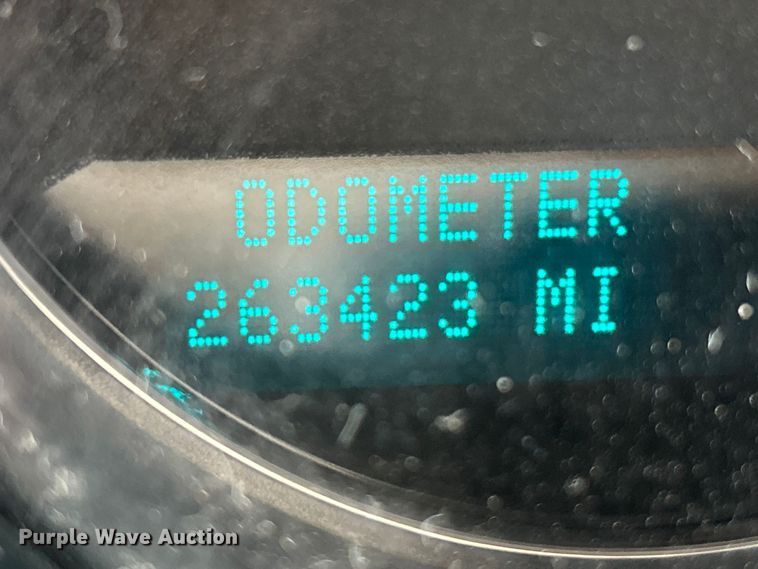 ODOMETER
263423 MI
Purple Wave Auction